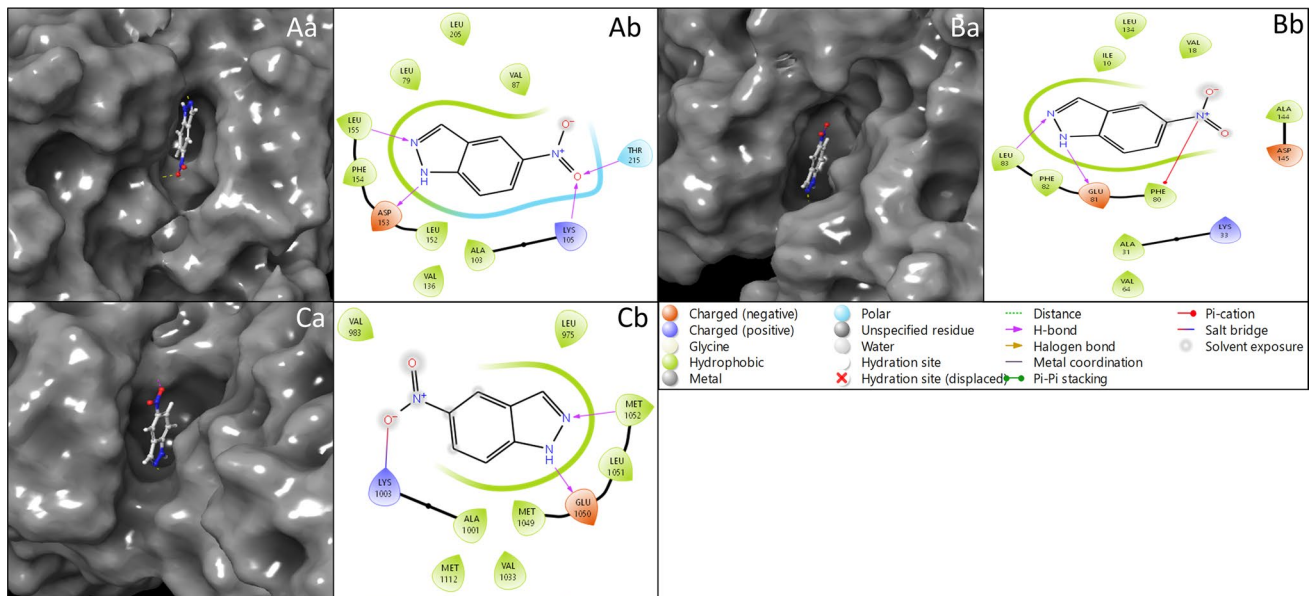 Aa
Ab
LEU
205
LEU
79
VAL
87
LEU
155
PHE
154
ASP
153
LEU
152
VAL
136
ALA
103
LYS
105
THR
215
N
NH
N+
O-
O
Ba
Bb
LEU
134
VAL
18
ILE
10
ALA
144
ASP
145
LEU
83
PHE
82
GLU
81
PHE
80
ALA
31
LYS
33
VAL
64
N
N
H
N+
O-
O
Ca
Cb
VAL
983
LEU
975
MET
1052
LEU
1051
GLU
1050
MET
1049
LYS
1003
ALA
1001
MET
1112
VAL
1033
O
N+
O-
N
NH
Charged (negative)
Charged (positive)
Glycine
Hydrophobic
Metal
Polar
Unspecified residue
Water
Hydration site
Hydration site (displaced)
Distance
H-bond
Halogen bond
Metal coordination
Pi-Pi stacking
Pi-cation
Salt bridge
Solvent exposure